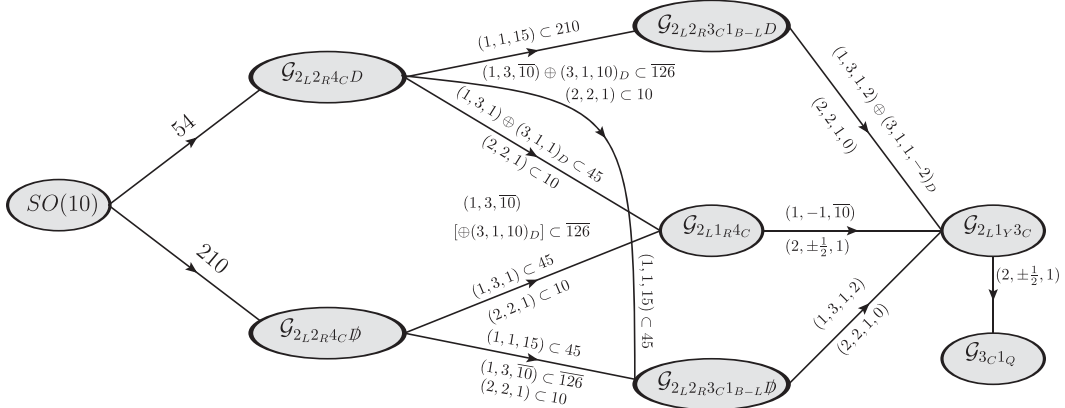 𝒢_{2_L 2_R 3_C 1_{B−L} D}
(1, 1, 15) ⊂ 210
𝒢_{2_L 2_R 4_C D}
(1, 3, \overline{10}) ⊕ (3, 1, 10)_D ⊂ \overline{126}
(2, 2, 1) ⊂ 10
(1, 3, 1, 2) ⊕ (3, 1, 1, −2)_D
(2, 2, 1, 0)
54
(1, 3, 1) ⊕ (3, 1, 1)_D ⊂ 45
(2, 2, 1) ⊂ 10
SO(10)
(1, 3, \overline{10})
[⊕(3, 1, 10)_D] ⊂ \overline{126}
𝒢_{2_L 1_R 4_C}
(1, −1, \overline{10})
(2, ±½, 1)
𝒢_{2_L 1_Y 3_C}
210
(1, 3, 1) ⊂ 45
(2, 2, 1) ⊂ 10
(1, 1, 15) ⊂ 45
(1, 3, 1, 2)
(2, 2, 1, 0)
(2, ±½, 1)
𝒢_{2_L 2_R 4_C D̸}
(1, 1, 15) ⊂ 45
(1, 3, \overline{10}) ⊂ \overline{126}
(2, 2, 1) ⊂ 10
𝒢_{2_L 2_R 3_C 1_{B−L} D̸}
𝒢_{3_C 1_Q}